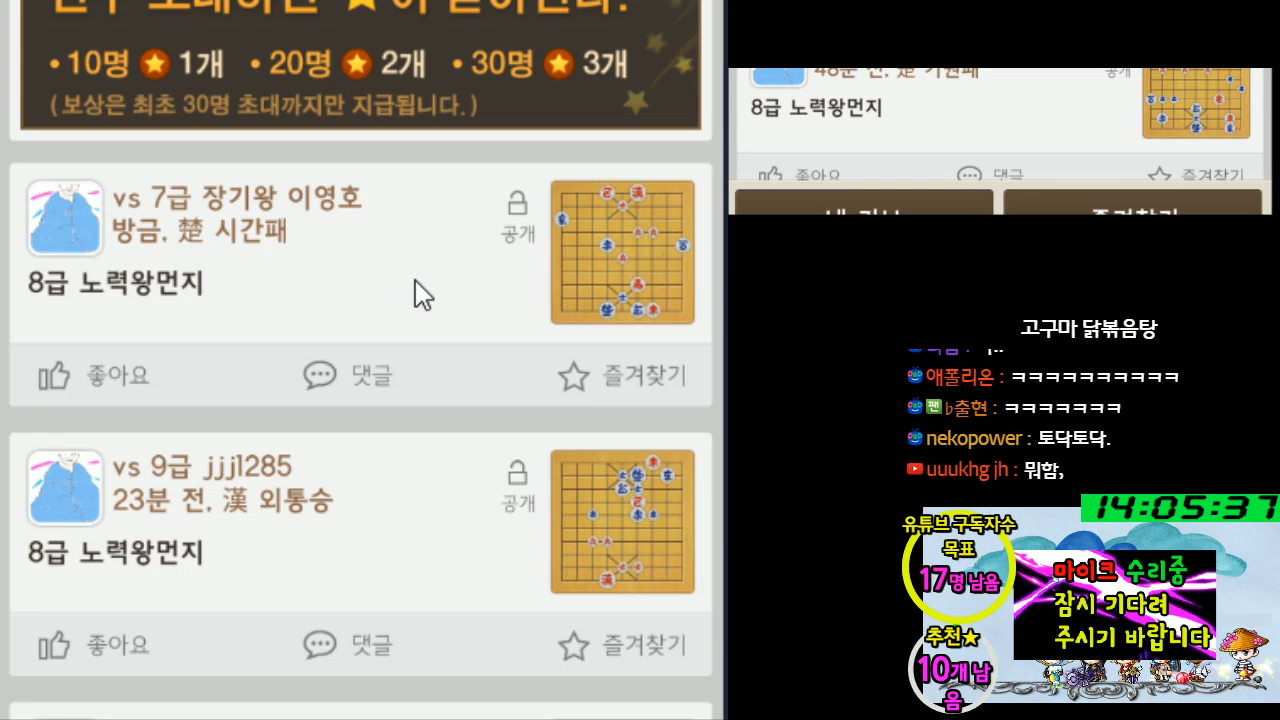 • 10명 1개 • 20명 2개 • 30명 3개
( 보상은 최초 30명 초대까지만 지급됩니다. )
vs 7급 장기왕 이영호
방금, 楚 시간패
공개
8급 노력왕먼지
좋아요 댓글 즐겨찾기
vs 9급 jjj1285
23분 전, 漢 외통승
공개
8급 노력왕먼지
좋아요 댓글 즐겨찾기
8급 노력왕먼지
좋아요 댓글 즐겨찾기
고구마 닭볶음탕
애폴리온 : ㅋㅋㅋㅋㅋㅋㅋㅋㅋㅋ
팬 b출현 : ㅋㅋㅋㅋㅋㅋㅋ
nekopower : 토닥토닥.
uuukhg jh : 뭐함,
14:05:37
유튜브 구독자수
목표
17명 남음
마이크 수리중
잠시 기다려
주시기 바랍니다
추천★
10개 남
음